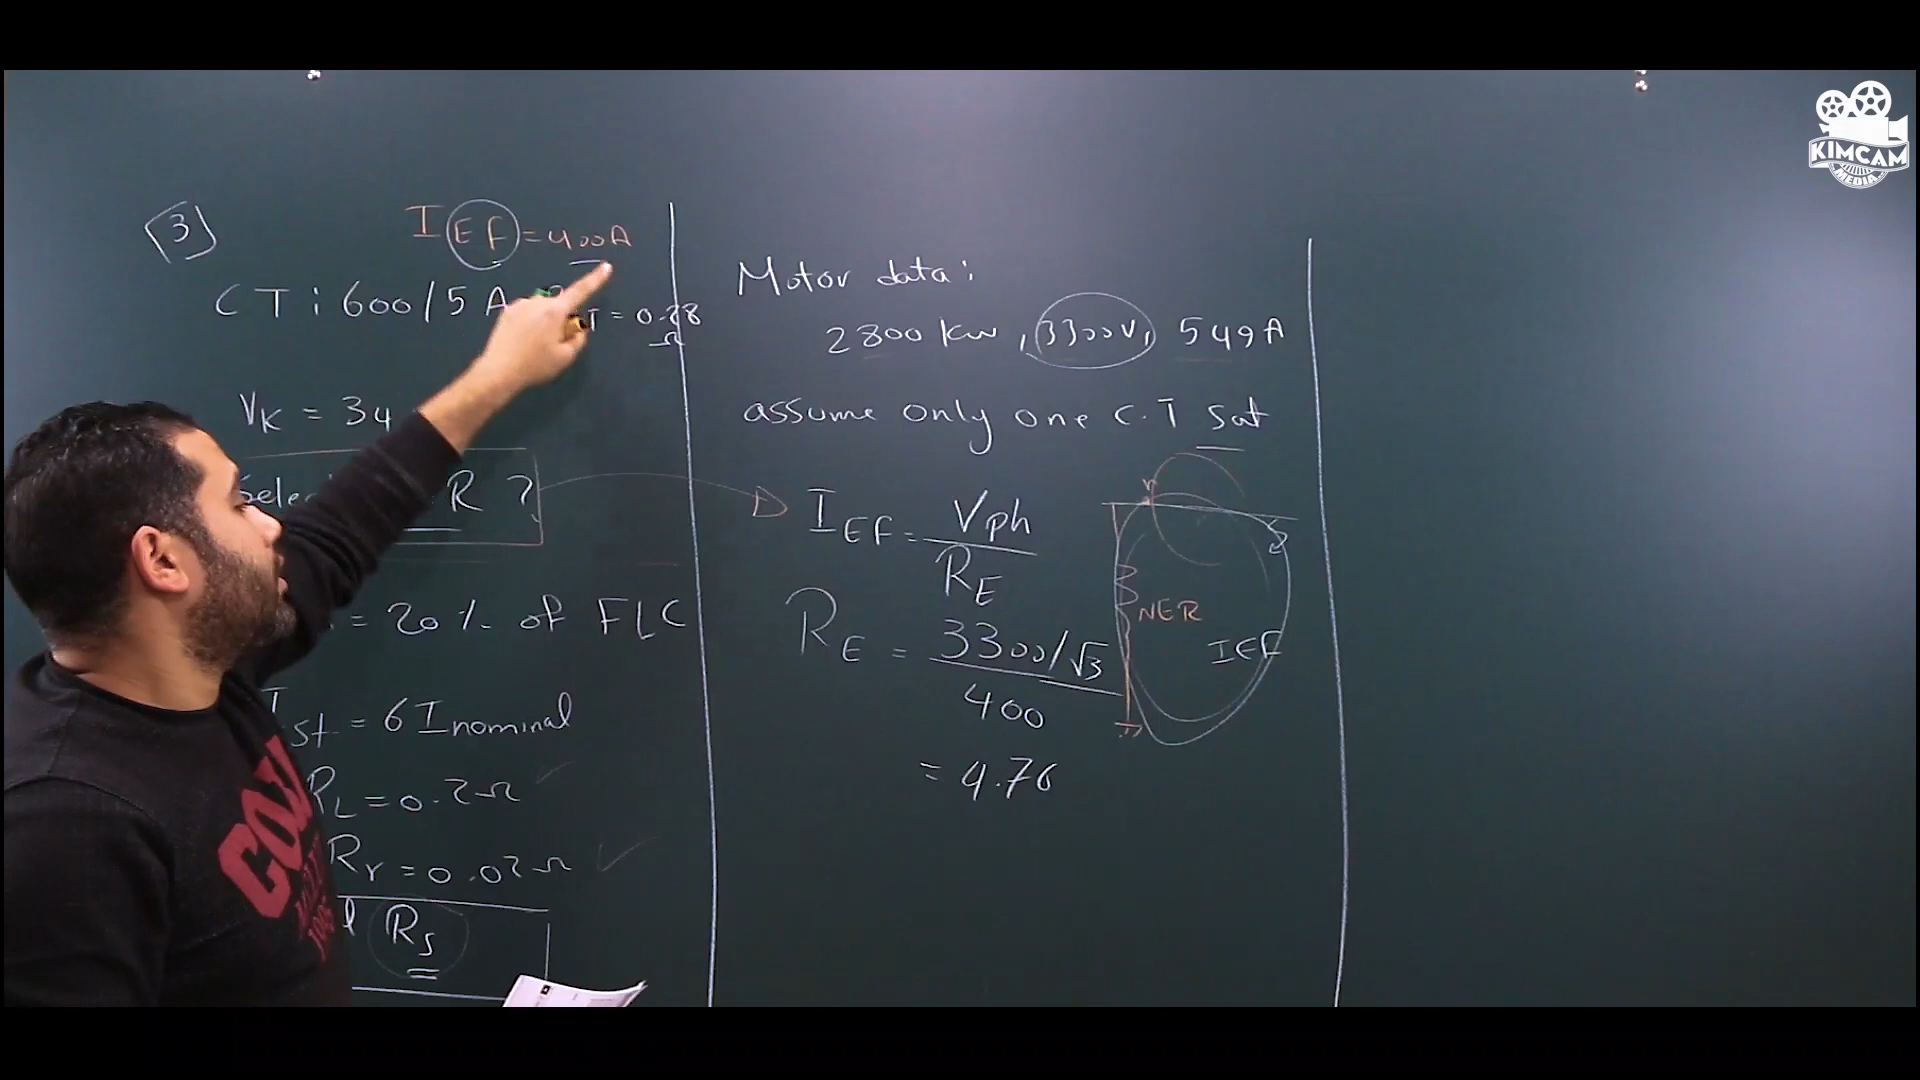 3
I EF = 400A
CT: 600/5 A
= 0.28
Ω
VK = 34
R ?
= 20% of FLC
Ist = 6 Inominal
RL = 0.2Ω
Rr = 0.02Ω
Rs
Motor data:
2800 kw, 3300V, 549A
assume only one C.T Sat
IEF = Vph
RE
RE = 3300/√3
400
= 4.76
NER
IEF
KIMCAM
MEDIA